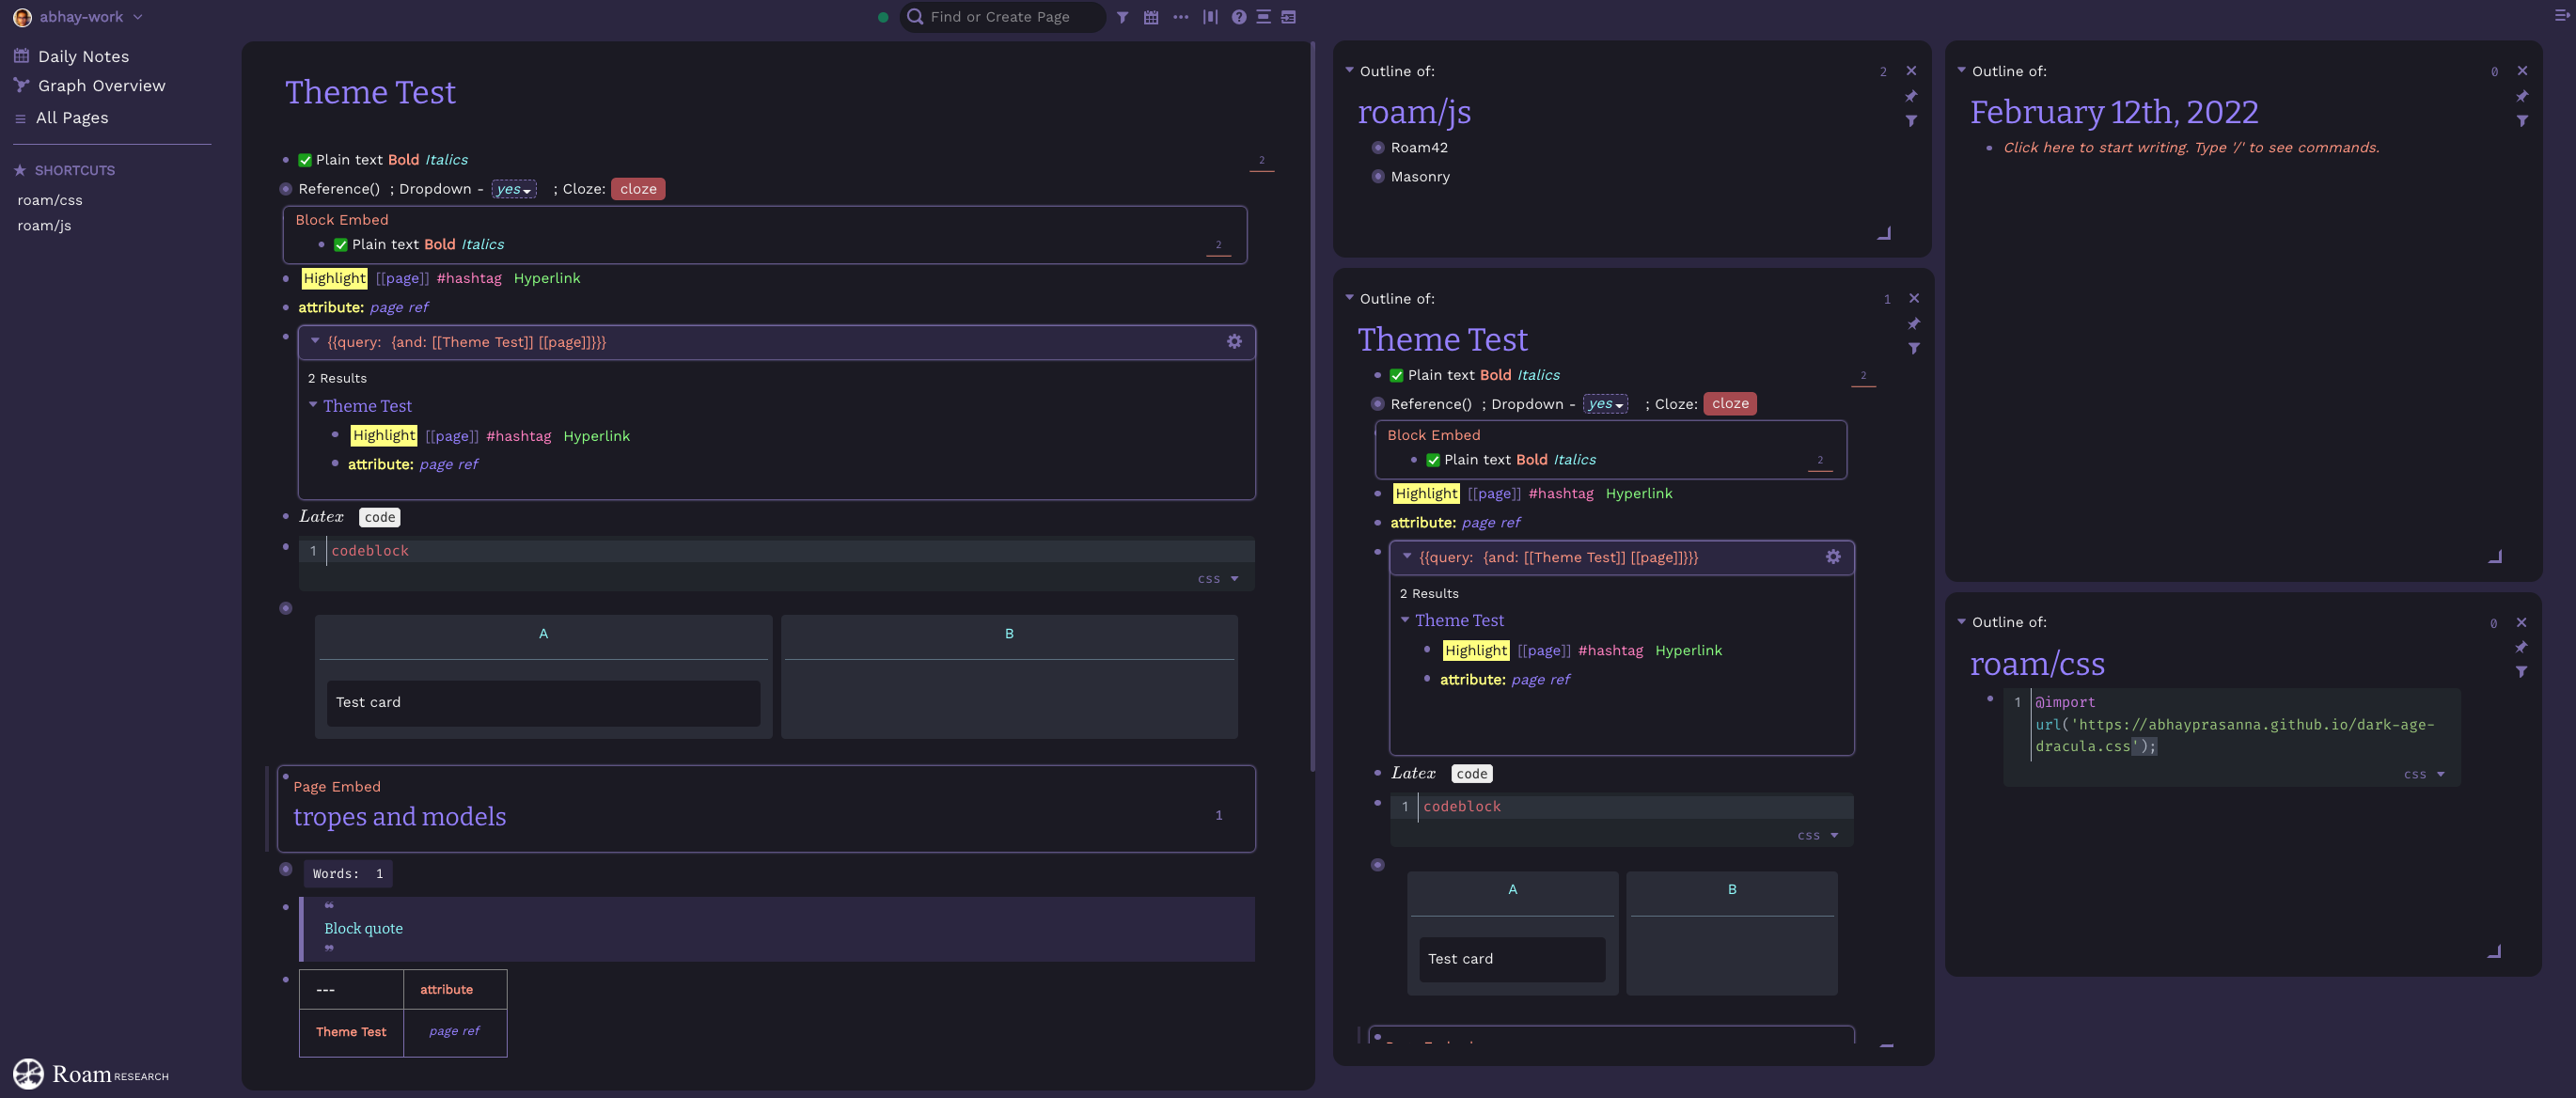 abhay-work
Find or Create Page
Daily Notes
Graph Overview
All Pages
SHORTCUTS
roam/css
roam/js
Roam RESEARCH
Theme Test
Plain text Bold Italics 2
Reference() ; Dropdown - yes ; Cloze: cloze
Block Embed
Plain text Bold Italics 2
Highlight [[page]] #hashtag Hyperlink
attribute: page ref
{{query: {and: [[Theme Test]] [[page]]}}}
2 Results
Theme Test
Highlight [[page]] #hashtag Hyperlink
attribute: page ref
Latex code
1 codeblock
css
A B
Test card
Page Embed
tropes and models 1
Words: 1
❝
Block quote
❞
--- attribute
Theme Test page ref
Outline of: 2
roam/js
Roam42
Masonry
Outline of: 1
Theme Test
Plain text Bold Italics 2
Reference() ; Dropdown - yes ; Cloze: cloze
Block Embed
Plain text Bold Italics 2
Highlight [[page]] #hashtag Hyperlink
attribute: page ref
{{query: {and: [[Theme Test]] [[page]]}}}
2 Results
Theme Test
Highlight [[page]] #hashtag Hyperlink
attribute: page ref
Latex code
1 codeblock
css
A B
Test card
Outline of: 0
February 12th, 2022
Click here to start writing. Type '/' to see commands.
Outline of: 0
roam/css
1 @import
url('https://abhayprasanna.github.io/dark-age-
dracula.css');
css